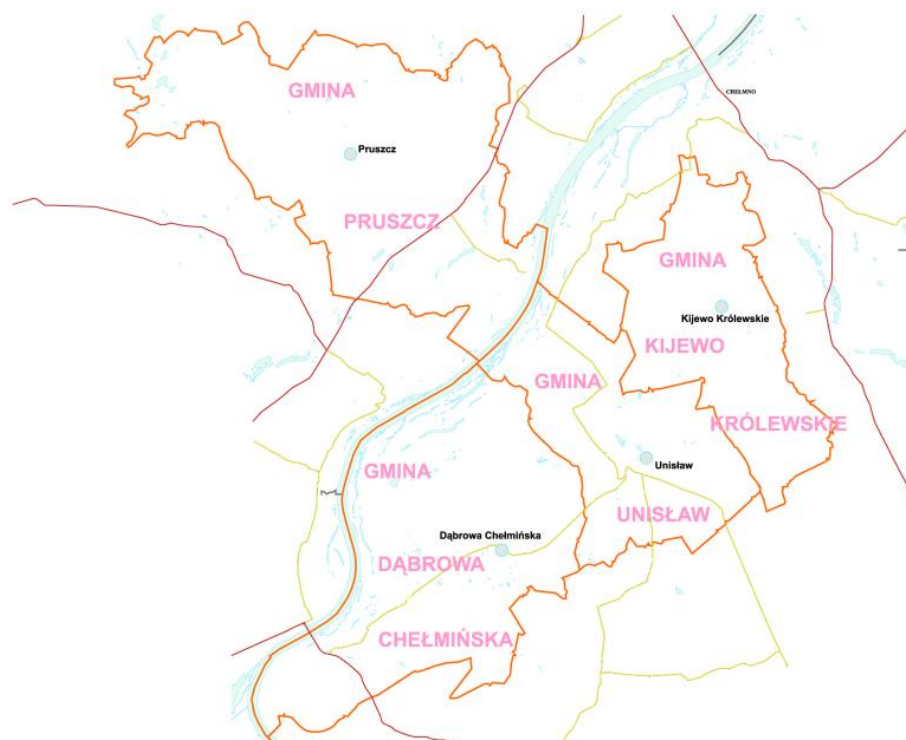 GMINA
CHEŁMNO
Pruszcz
PRUSZCZ
GMINA
Kijewo Królewskie
KIJEWO
GMINA
KRÓLEWSKIE
GMINA
Unisław
UNISŁAW
Dąbrowa Chełmińska
DĄBROWA
CHEŁMIŃSKA